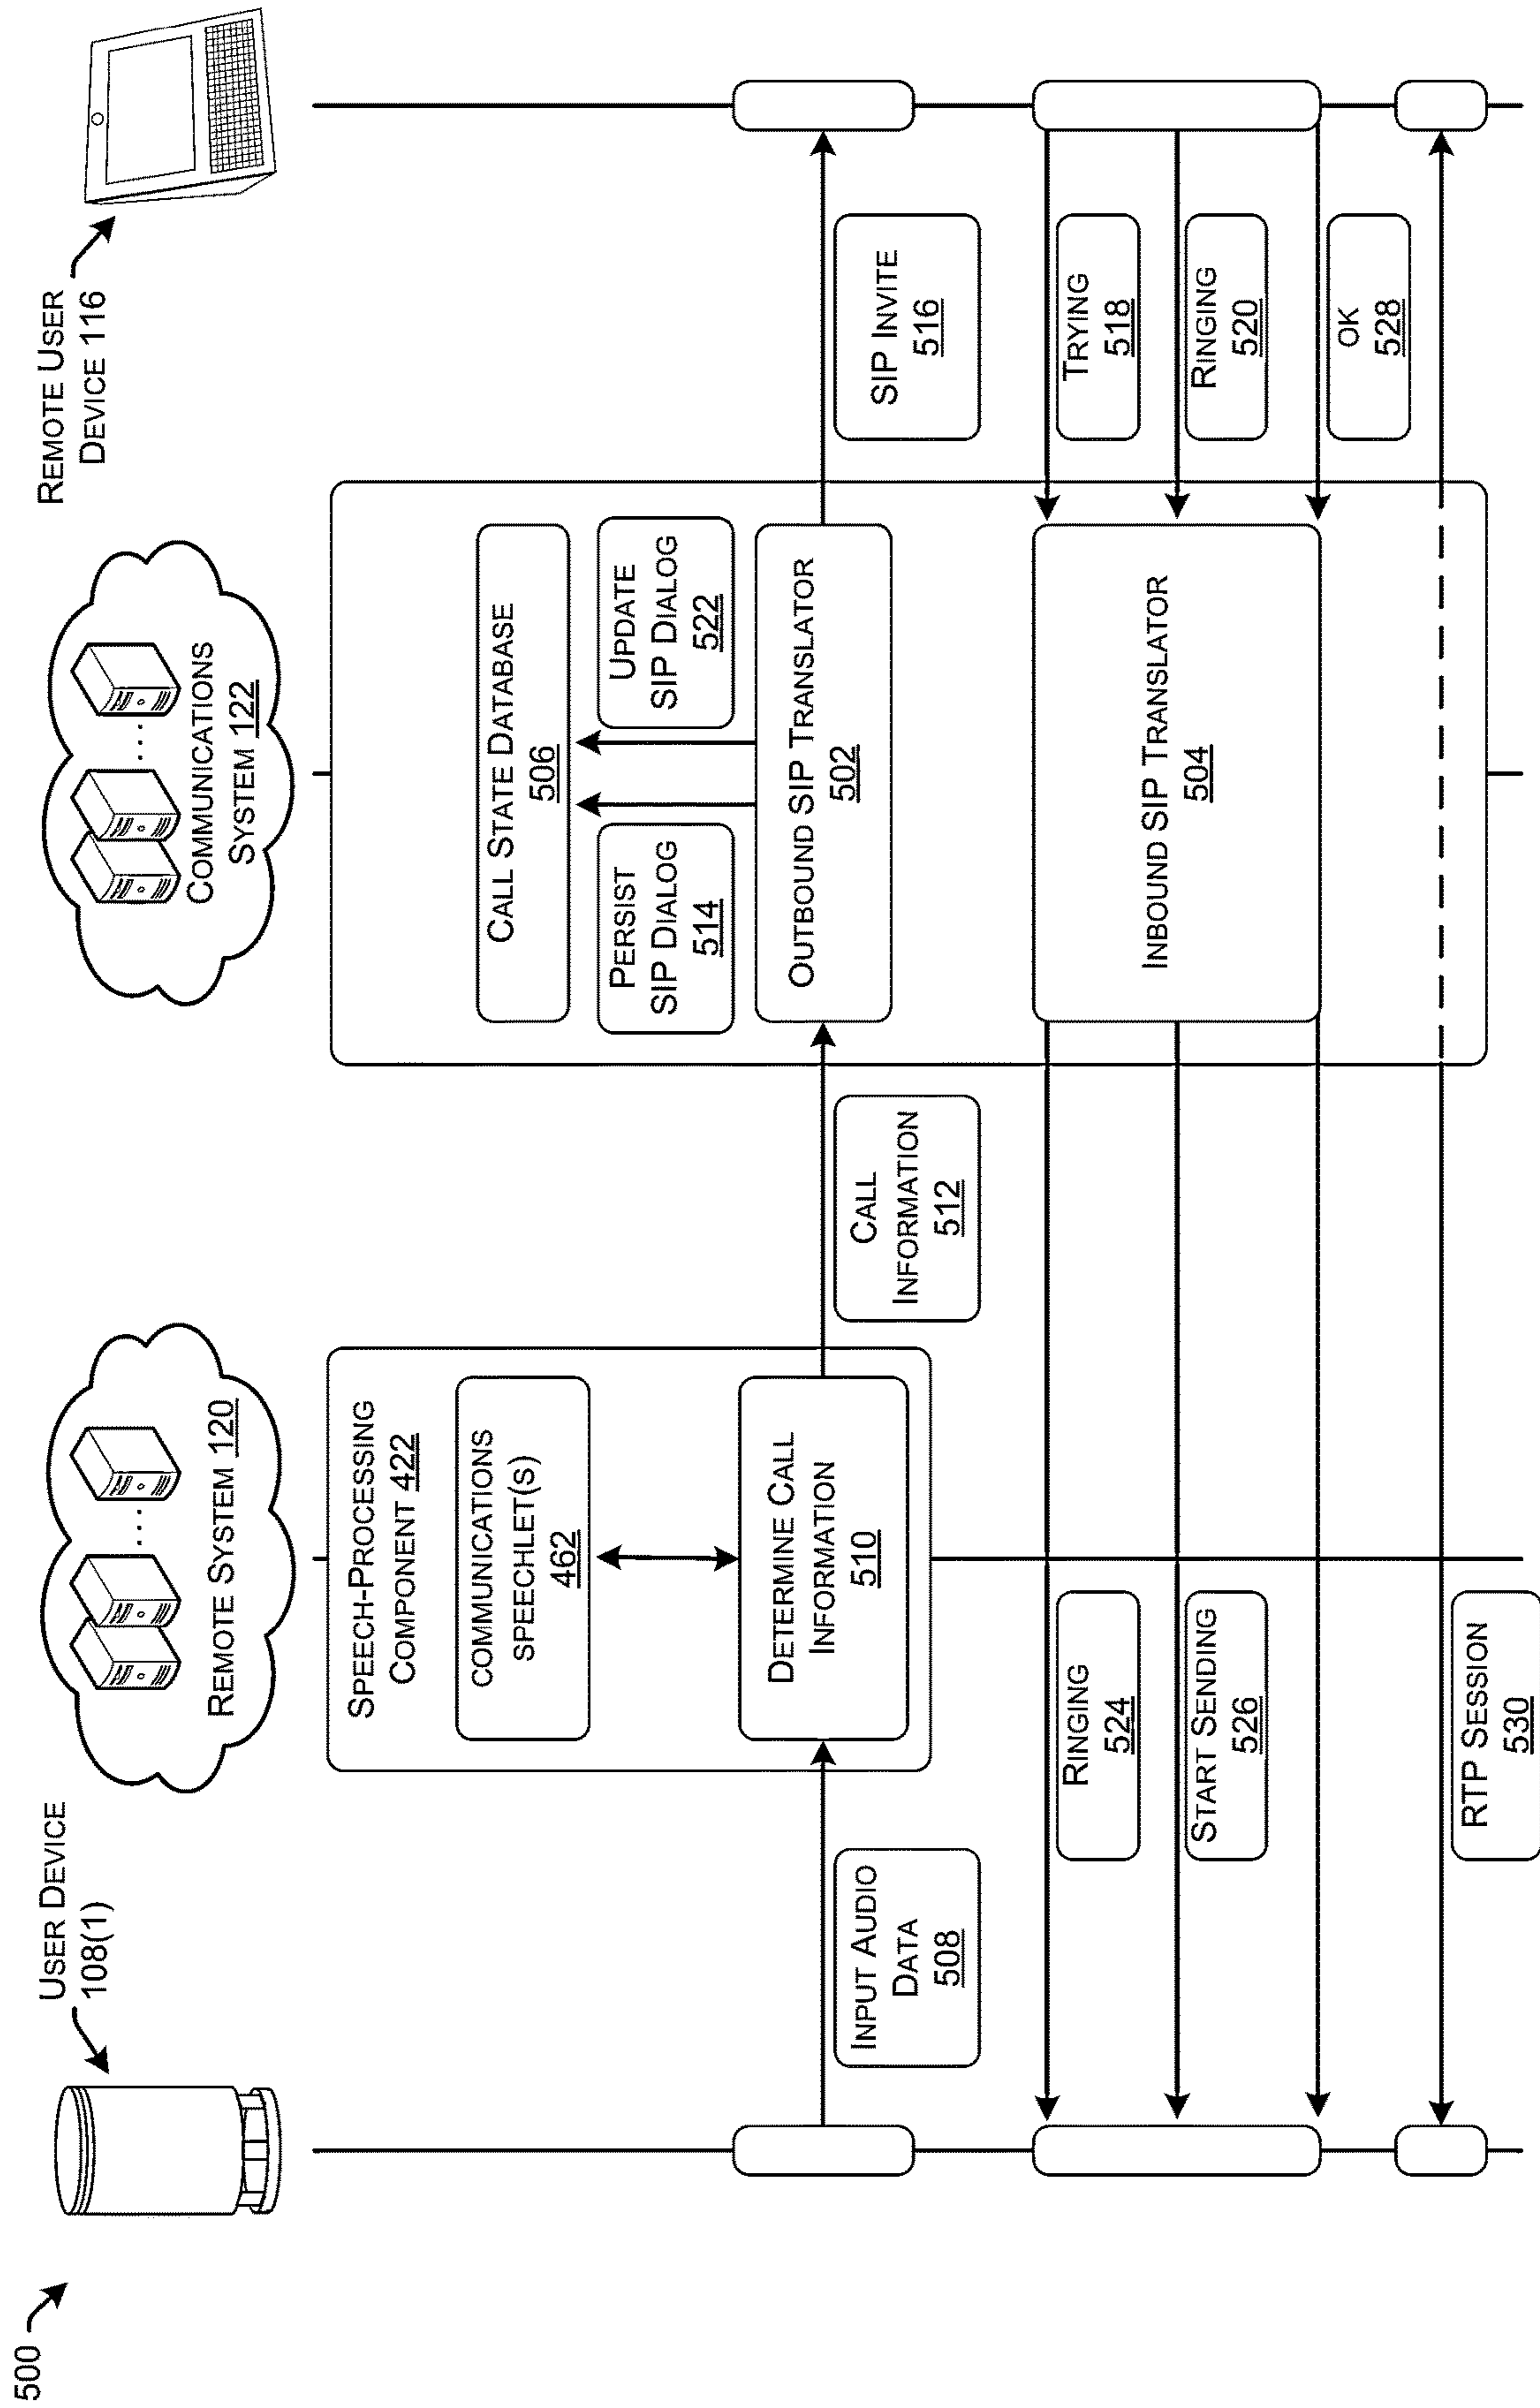 500
USER DEVICE
108(1)
REMOTE SYSTEM 120
COMMUNICATIONS
SYSTEM 122
REMOTE USER
DEVICE 116
SPEECH-PROCESSING
COMPONENT 422
COMMUNICATIONS
SPEECHLET(S)
462
DETERMINE CALL
INFORMATION
510
CALL STATE DATABASE
506
PERSIST
SIP DIALOG
514
UPDATE
SIP DIALOG
522
OUTBOUND SIP TRANSLATOR
502
INPUT AUDIO
DATA
508
CALL
INFORMATION
512
SIP INVITE
516
INBOUND SIP TRANSLATOR
504
RINGING
524
TRYING
518
START SENDING
526
RINGING
520
OK
528
RTP SESSION
530